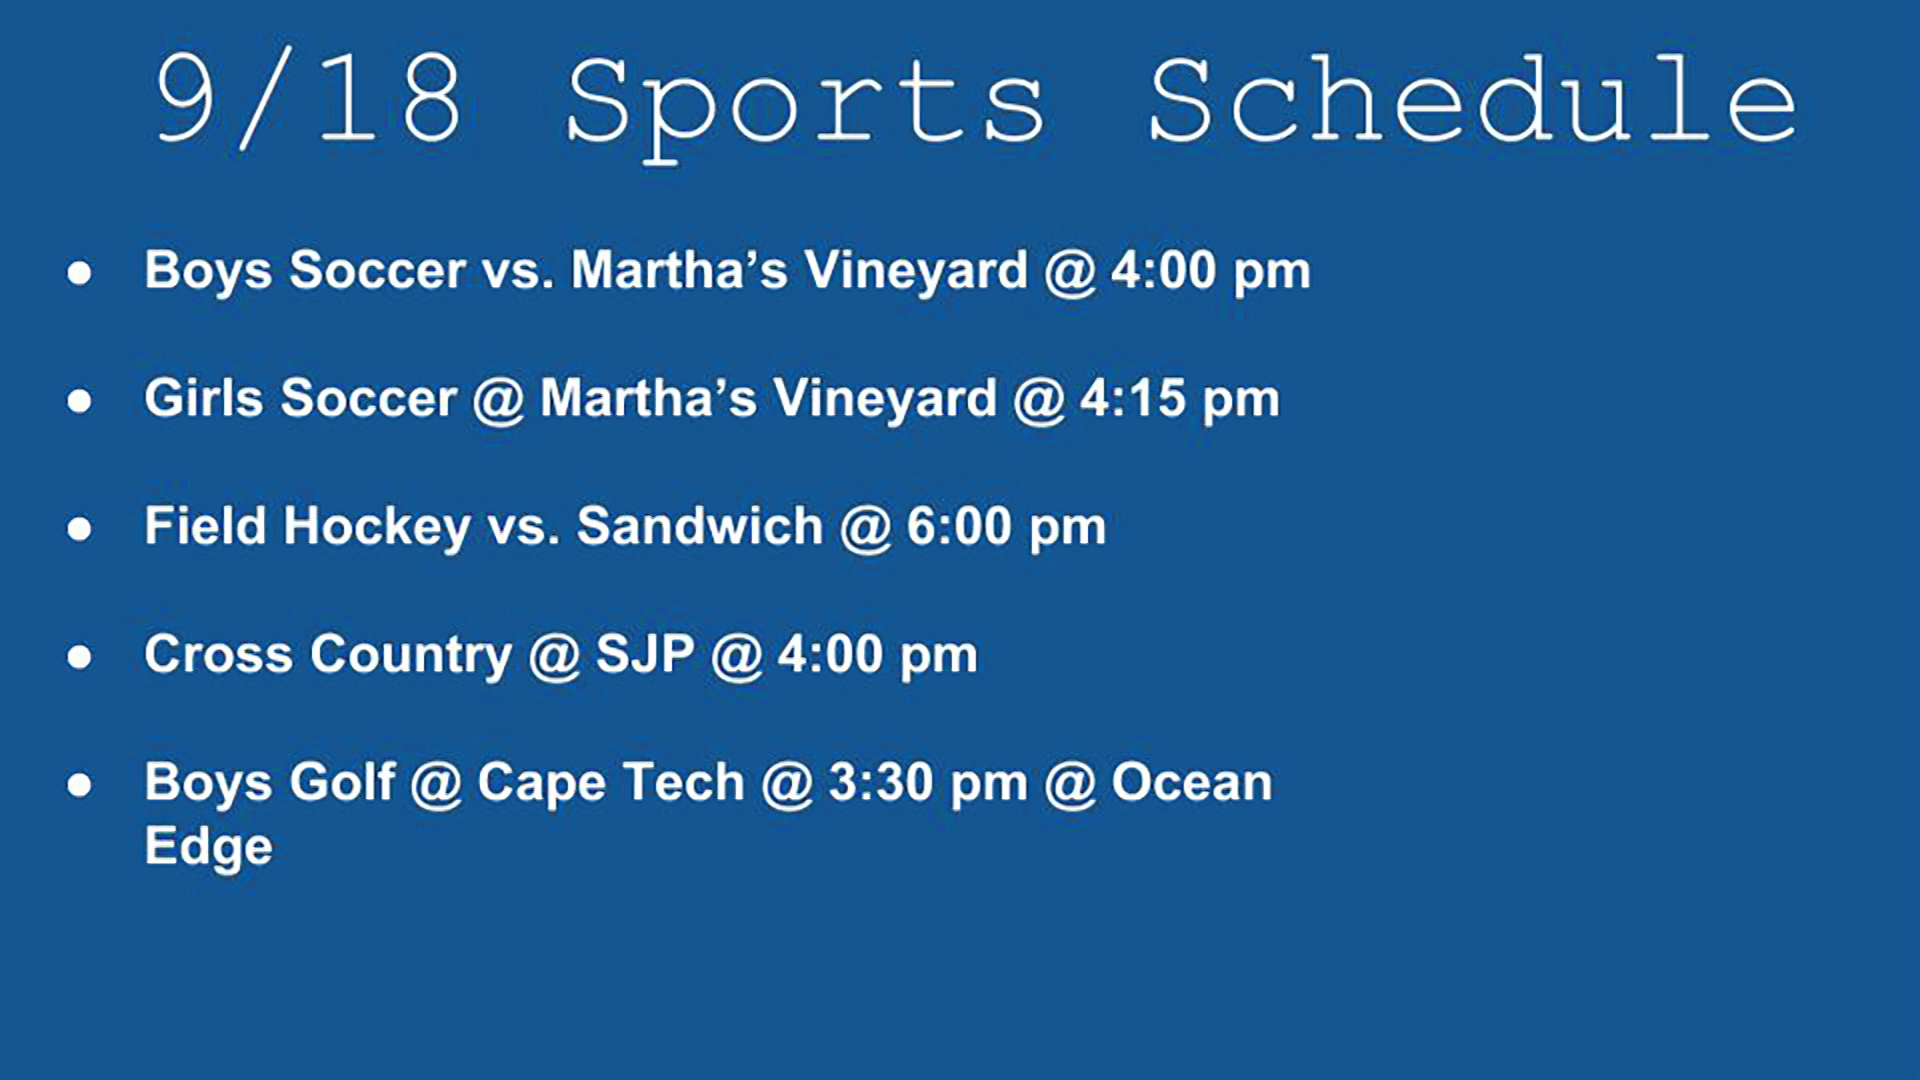 9/18 Sports Schedule
● Boys Soccer vs. Martha’s Vineyard @ 4:00 pm
● Girls Soccer @ Martha’s Vineyard @ 4:15 pm
● Field Hockey vs. Sandwich @ 6:00 pm
● Cross Country @ SJP @ 4:00 pm
● Boys Golf @ Cape Tech @ 3:30 pm @ Ocean
Edge